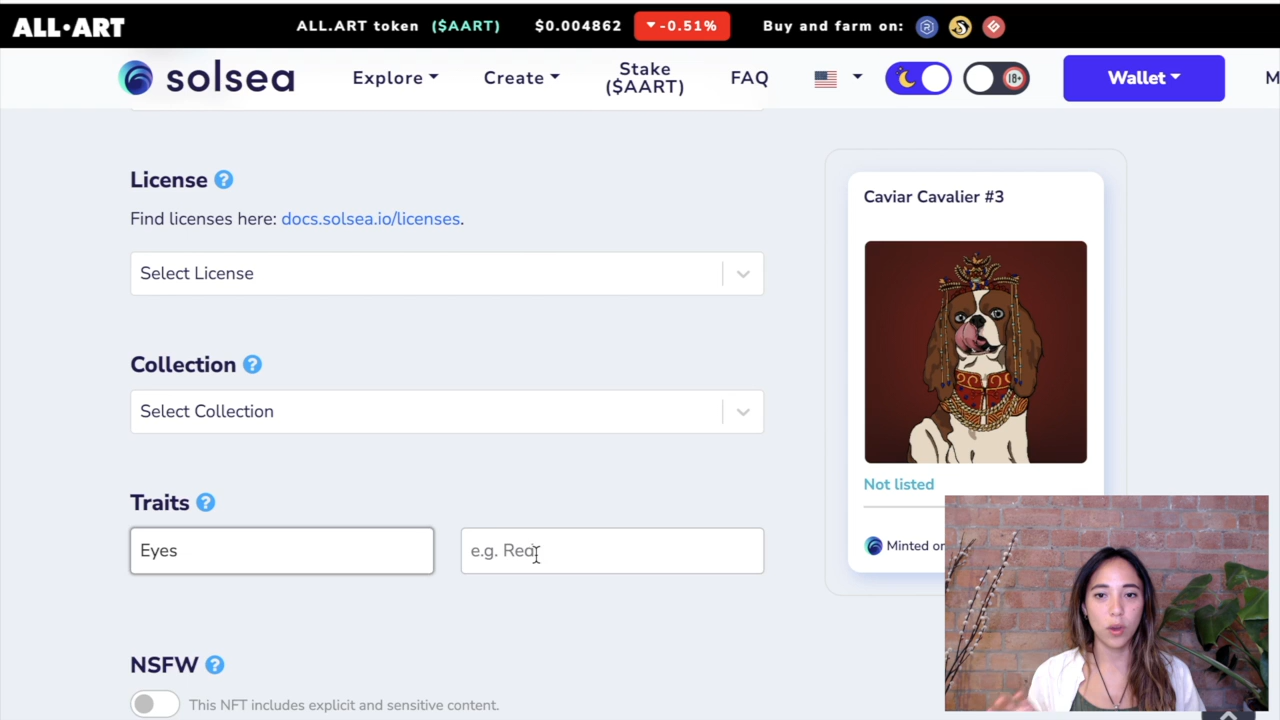 ALL•ART
ALL.ART token ($AART) $0.004862 -0.51% Buy and farm on:
solsea
Explore
Create
Stake
($AART)
FAQ
18+
Wallet
M
License ?
Find licenses here: docs.solsea.io/licenses.
Select License
Collection ?
Select Collection
Traits ?
Eyes
e.g. Red
NSFW ?
This NFT includes explicit and sensitive content.
Caviar Cavalier #3
Not listed
Minted on